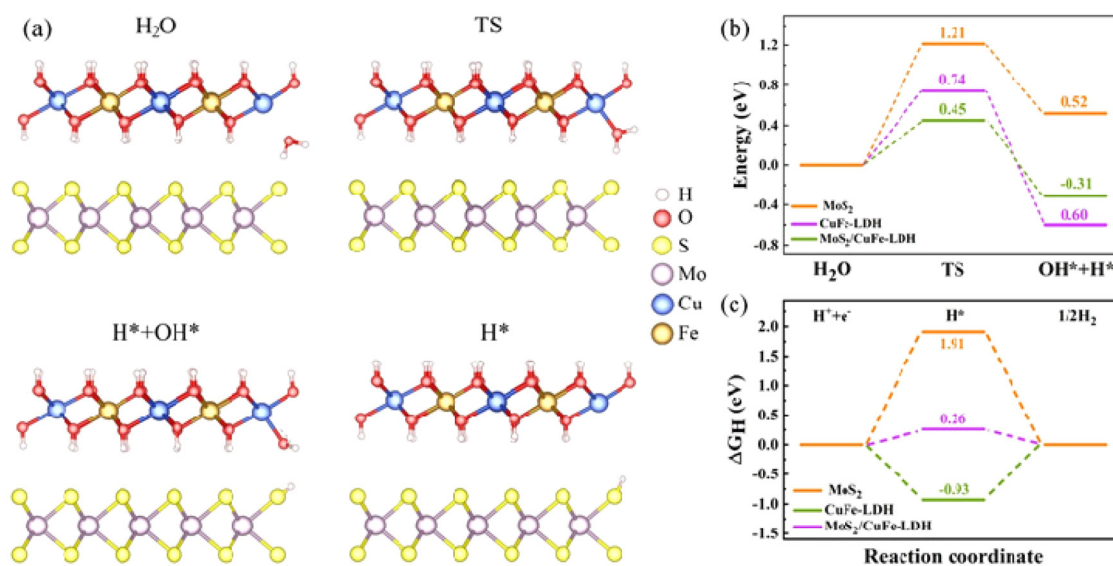 (a)
H₂O
TS
H
O
S
Mo
Cu
Fe
H*+OH*
H*
(b)
Energy (eV)
1.2
0.8
0.4
0.0
-0.4
-0.8
1.21
0.74
0.45
0.52
-0.31
0.60
MoS₂
CuFe-LDH
MoS₂/CuFe-LDH
H₂O
TS
OH*+H*
(c)
ΔGH (eV)
2.0
1.5
1.0
0.5
0.0
-0.5
-1.0
-1.5
H⁺+e⁻
H*
1/2H₂
1.91
0.26
-0.93
MoS₂
CuFe-LDH
MoS₂/CuFe-LDH
Reaction coordinate